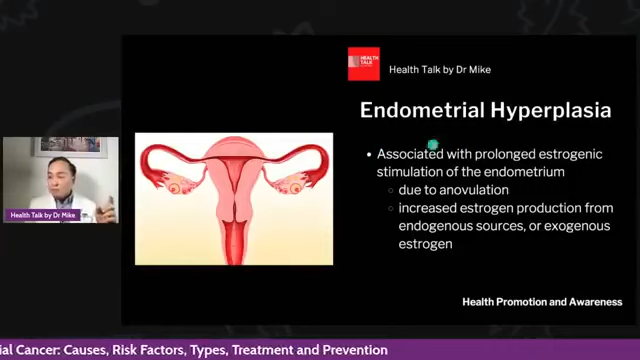 HEALTH
TALK
Health Talk by Dr Mike
Endometrial Hyperplasia
Associated with prolonged estrogenic
stimulation of the endometrium
due to anovulation
increased estrogen production from
endogenous sources, or exogenous
estrogen
Health Talk by Dr Mike
Health Promotion and Awareness
ial Cancer: Causes, Risk Factors, Types, Treatment and Prevention